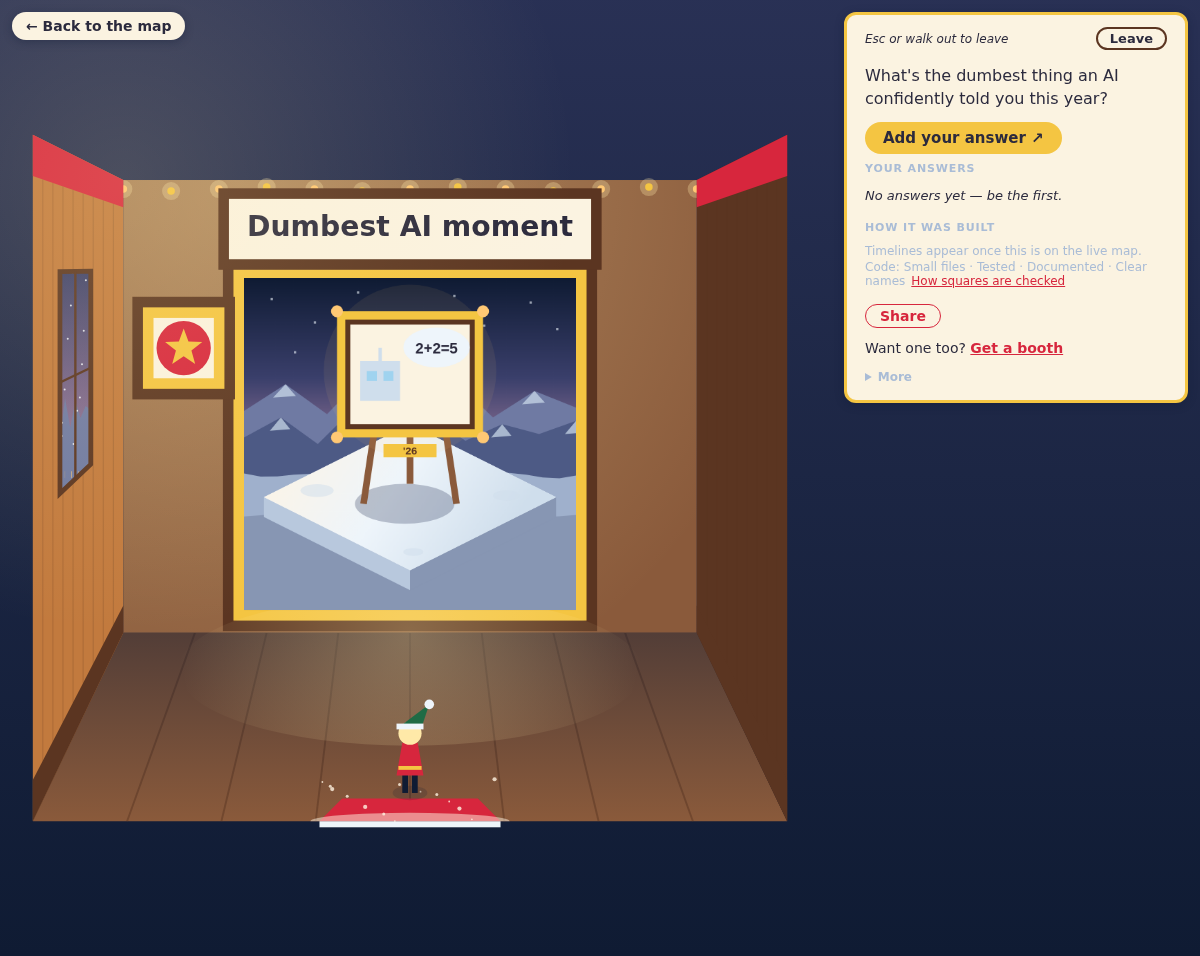 ← Back to the map
Dumbest AI moment
2+2=5
'26
Esc or walk out to leave
Leave
What's the dumbest thing an AI
confidently told you this year?
Add your answer ↗
YOUR ANSWERS
No answers yet — be the first.
HOW IT WAS BUILT
Timelines appear once this is on the live map.
Code: Small files · Tested · Documented · Clear
names How squares are checked
Share
Want one too? Get a booth
More